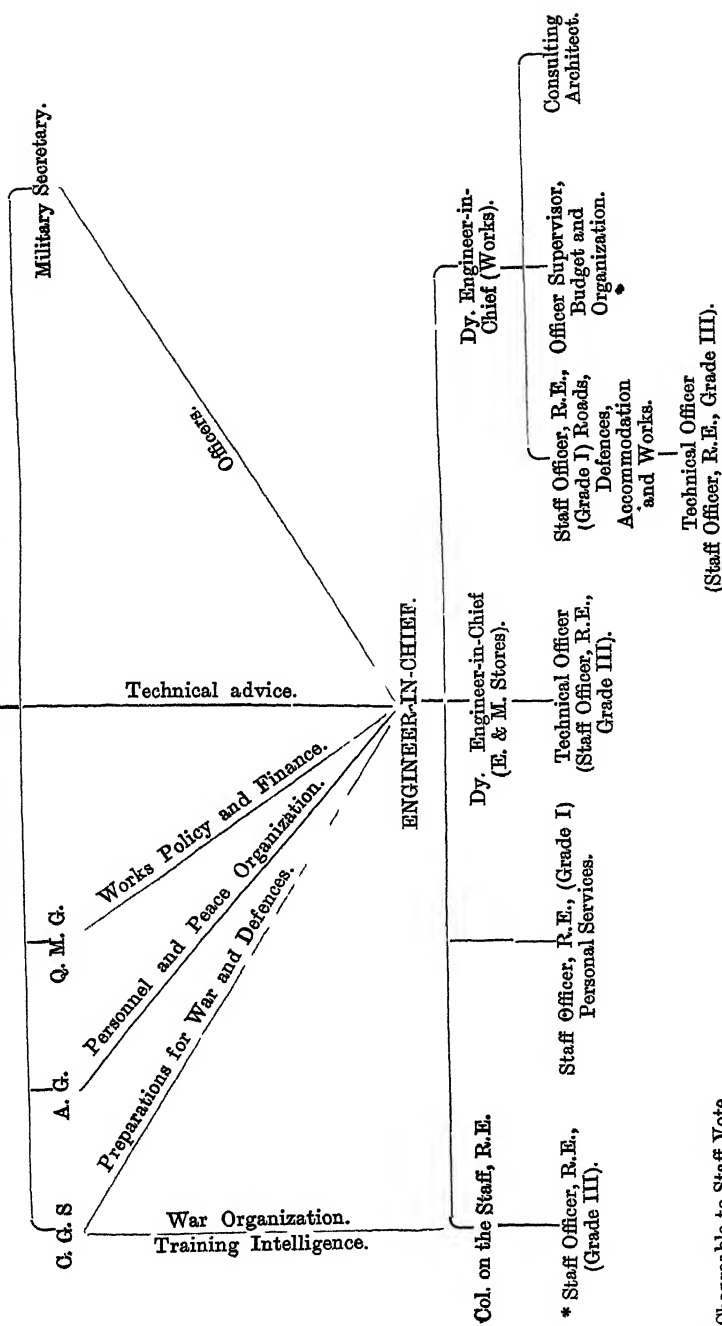 Military Secretary.
C. G. S
A. G.
Q. M. G.
Officers.
Technical advice.
Works Policy and Finance.
Personnel and Peace Organization.
Preparations for War and Defences.
War Organization.
Training Intelligence.
ENGINEER-IN-CHIEF.
Col. on the Staff, R.E.
* Staff Officer, R.E.,
(Grade III).
Staff Officer, R.E., (Grade I)
Personal Services.
Dy. Engineer-in-Chief
(E. & M. Stores).
Technical Officer
(Staff Officer, R.E.,
Grade III).
Dy. Engineer-in-
Chief (Works).
Staff Officer, R.E.,
(Grade I) Roads,
Defences,
Accommodation
and Works.
Technical Officer
(Staff Officer, R.E., Grade III).
Officer Supervisor,
Budget and
Organization.
Consulting
Architect.
Chargeable to Staff Vote